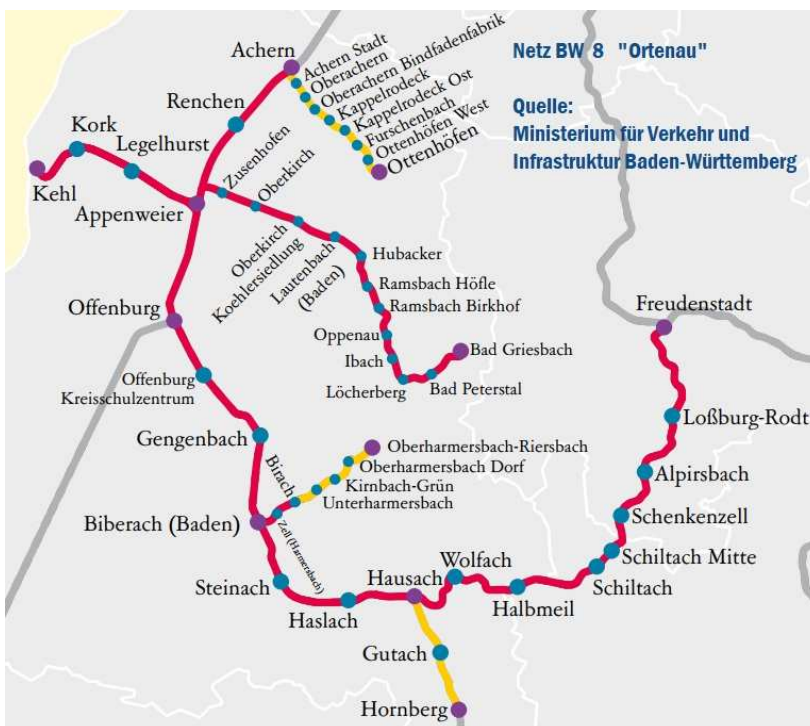 Netz BW 8 "Ortenau"
Quelle:
Ministerium für Verkehr und
Infrastruktur Baden-Württemberg
Achern
Achern Stadt
Oberachern
Oberachern Bindfadenfabrik
Kappelrodeck
Kappelrodeck Ost
Furschenbach
Ottenhöfen West
Ottenhöfen
Renchen
Kork
Legelhurst
Kehl
Appenweier
Zusenhofen
Oberkirch
Oberkirch
Koehlersiedlung
Lautenbach
(Baden)
Hubacker
Ramsbach Höfle
Ramsbach Birkhof
Oppenau
Ibach
Löcherberg
Bad Peterstal
Bad Griesbach
Offenburg
Offenburg
Kreisschulzentrum
Gengenbach
Biberach (Baden)
Zell (Harmersbach)
Birach
Unterharmersbach
Kirnbach-Grün
Oberharmersbach Dorf
Oberharmersbach-Riersbach
Steinach
Haslach
Hausach
Gutach
Hornberg
Wolfach
Halbmeil
Schiltach
Schiltach Mitte
Schenkenzell
Alpirsbach
Loßburg-Rodt
Freudenstadt